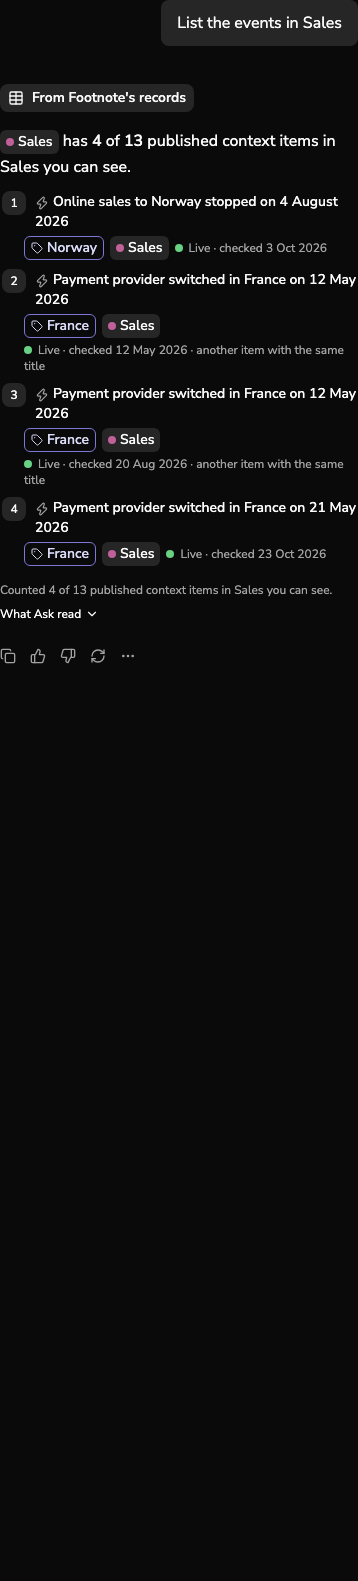 List the events in Sales
From Footnote's records
Sales has 4 of 13 published context items in
Sales you can see.
1 Online sales to Norway stopped on 4 August
2026
Norway Sales Live · checked 3 Oct 2026
2 Payment provider switched in France on 12 May
2026
France Sales
Live · checked 12 May 2026 · another item with the same
title
3 Payment provider switched in France on 12 May
2026
France Sales
Live · checked 20 Aug 2026 · another item with the same
title
4 Payment provider switched in France on 21 May
2026
France Sales Live · checked 23 Oct 2026
Counted 4 of 13 published context items in Sales you can see.
What Ask read